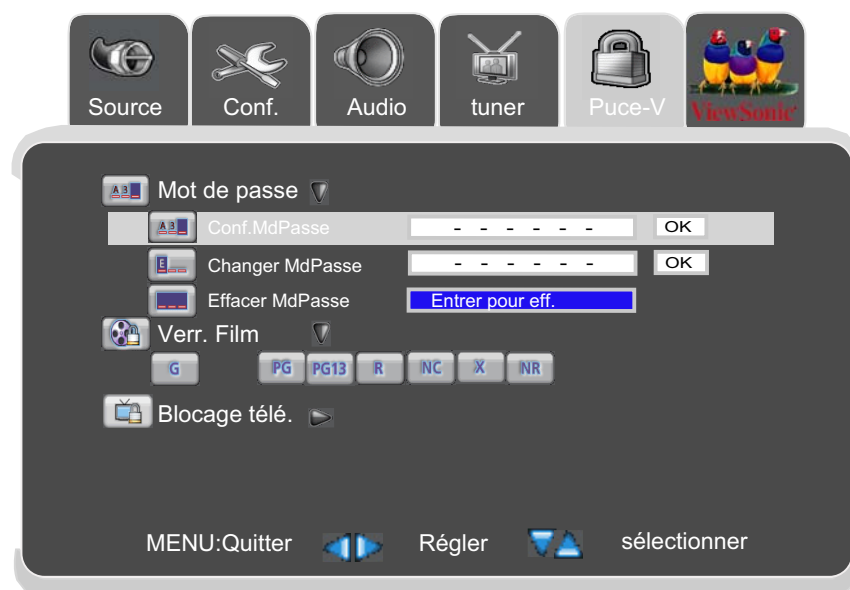 Source Conf. Audio tuner Puce-V ViewSonic
A B Mot de passe
A B Conf.MdPasse - - - - - - OK
E Changer MdPasse - - - - - - OK
Effacer MdPasse Entrer pour eff.
Verr. Film
G PG PG13 R NC X NR
Blocage télé.
MENU:Quitter Régler sélectionner